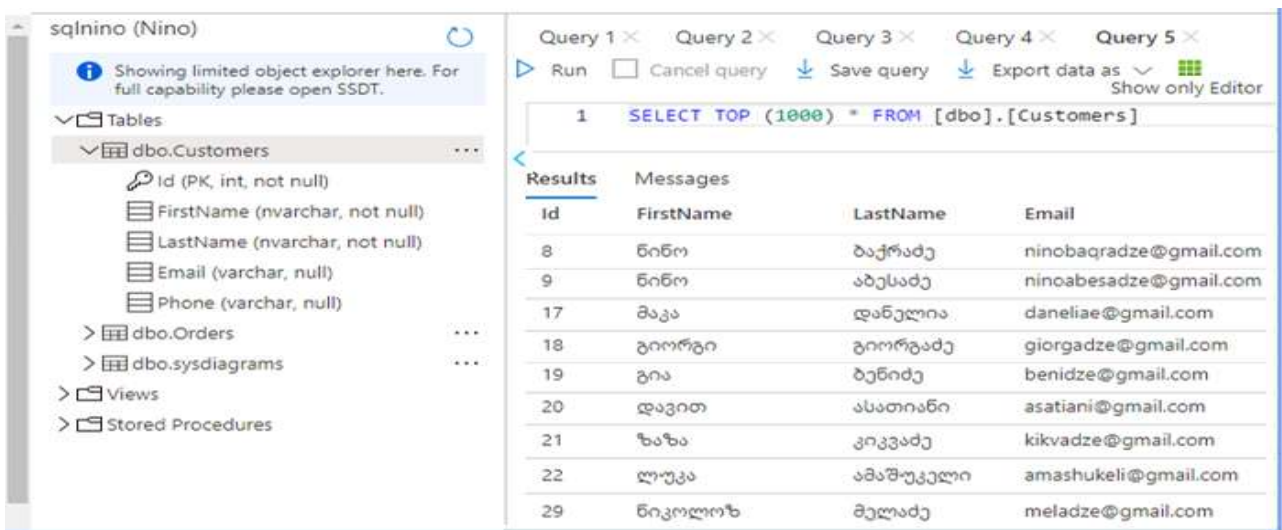 sqlnino (Nino)
Showing limited object explorer here. For
full capability please open SSDT.
Tables
dbo.Customers
Id (PK, int, not null)
FirstName (nvarchar, not null)
LastName (nvarchar, not null)
Email (varchar, null)
Phone (varchar, null)
dbo.Orders
dbo.sysdiagrams
Views
Stored Procedures
Query 1 Query 2 Query 3 Query 4 Query 5
Run Cancel query Save query Export data as
Show only Editor
1 SELECT TOP (1000) * FROM [dbo].[Customers]
Results Messages
Id FirstName LastName Email
8 ნინო ბაქრაძე ninobaqradze@gmail.com
9 ნინო აბესაძე ninoabesadze@gmail.com
17 მაკა დანელია daneliae@gmail.com
18 გიორგი გიორგაძე giorgadze@gmail.com
19 გია ბენიძე benidze@gmail.com
20 დავით ასათიანი asatiani@gmail.com
21 ზაზა კიკვაძე kikvadze@gmail.com
22 ლუკა ამაშუკელი amashukeli@gmail.com
29 ნიკოლოზ მელაძე meladze@gmail.com